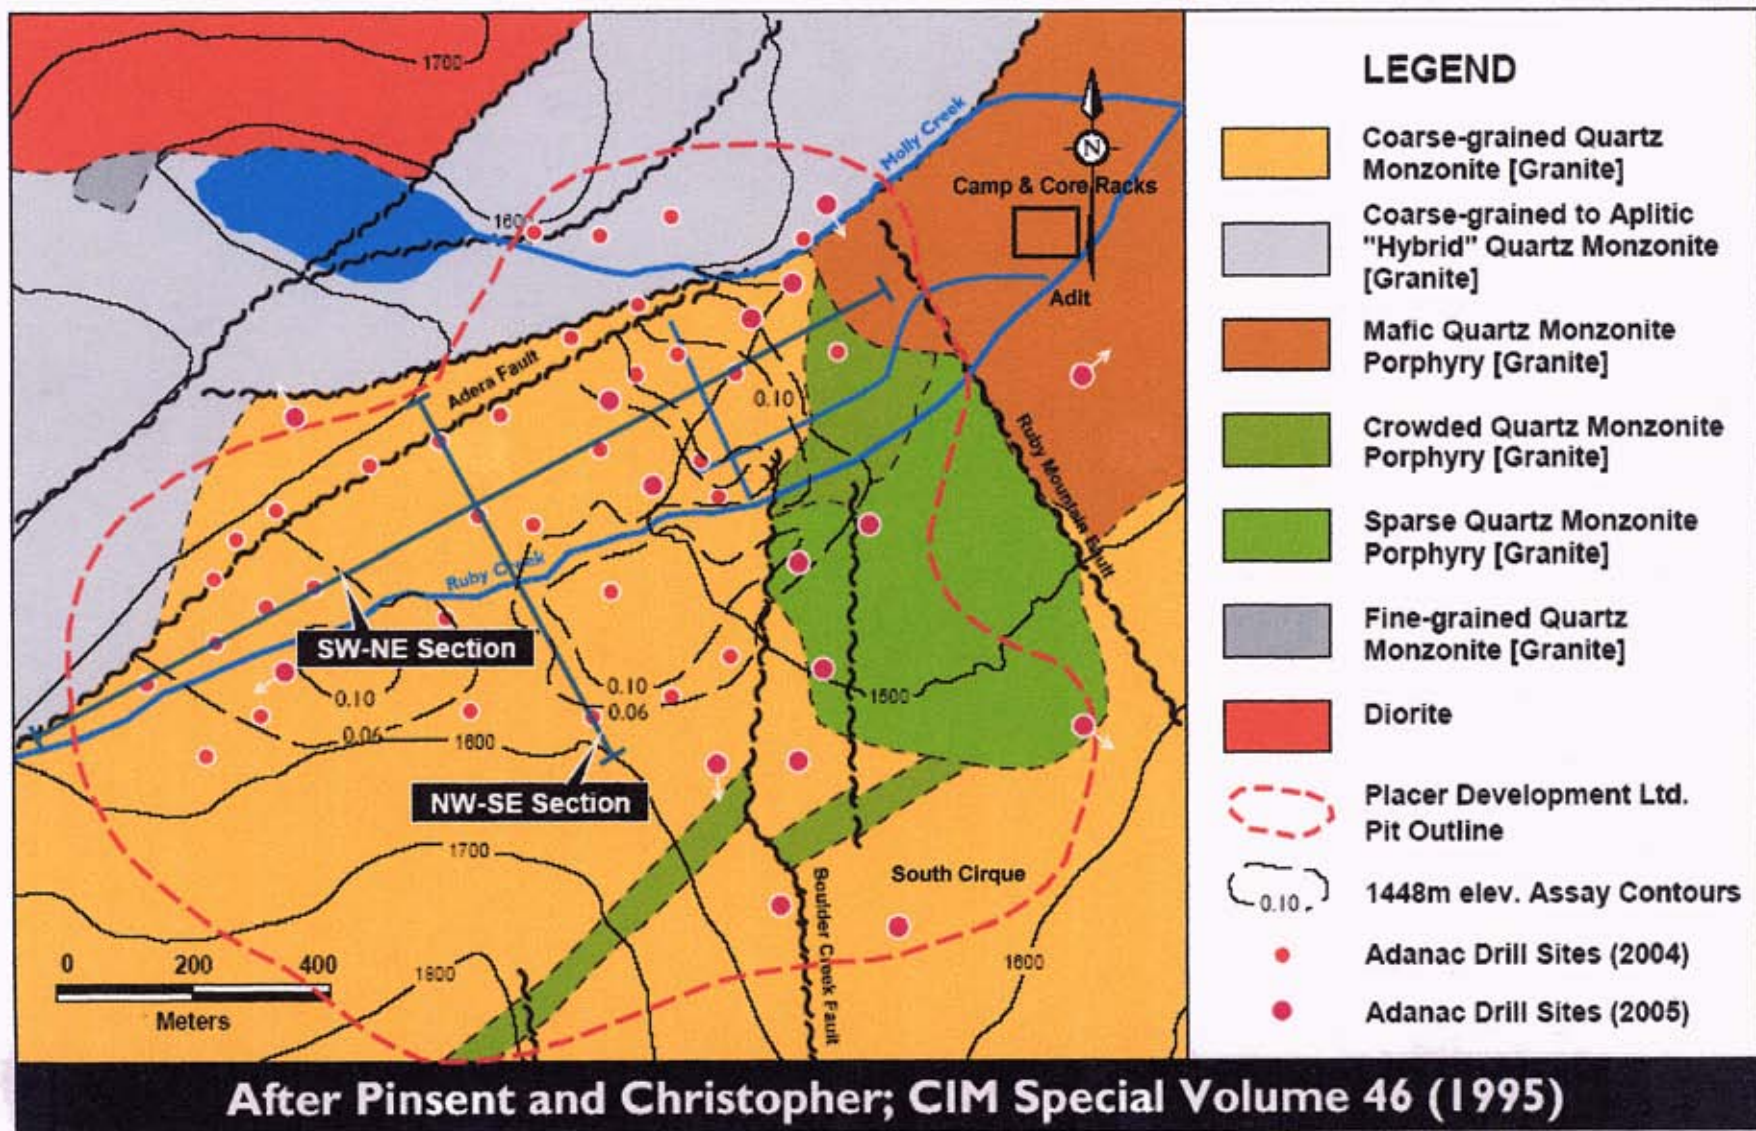 1700
Molly Creek
N
Camp & Core Racks
1600
Adit
Adera Fault
0.10
Ruby Mountain Fault
Ruby Creek
SW-NE Section
0.10
0.06
1600
0.10
0.06
1500
NW-SE Section
1700
South Cirque
Boulder Creek Fault
1800
1600
0 200 400
Meters
LEGEND
Coarse-grained Quartz
Monzonite [Granite]
Coarse-grained to Aplitic
"Hybrid" Quartz Monzonite
[Granite]
Mafic Quartz Monzonite
Porphyry [Granite]
Crowded Quartz Monzonite
Porphyry [Granite]
Sparse Quartz Monzonite
Porphyry [Granite]
Fine-grained Quartz
Monzonite [Granite]
Diorite
Placer Development Ltd.
Pit Outline
0.10
1448m elev. Assay Contours
Adanac Drill Sites (2004)
Adanac Drill Sites (2005)
After Pinsent and Christopher; CIM Special Volume 46 (1995)